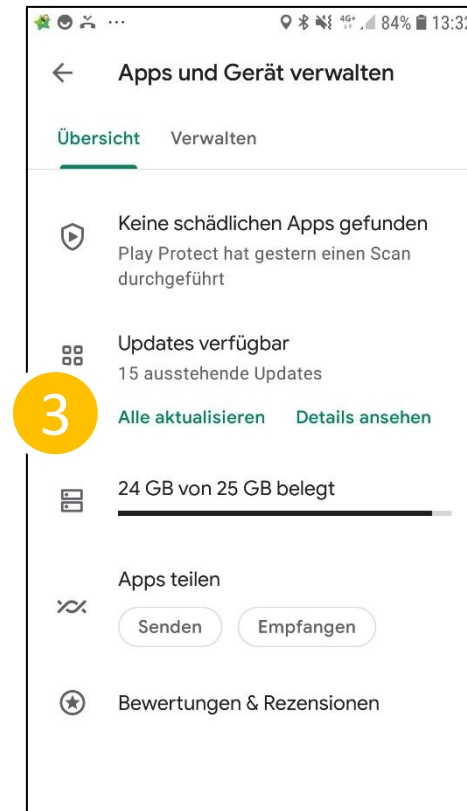 84% 13:32
Apps und Gerät verwalten
Übersicht Verwalten
Keine schädlichen Apps gefunden
Play Protect hat gestern einen Scan
durchgeführt
Updates verfügbar
15 ausstehende Updates
3
Alle aktualisieren Details ansehen
24 GB von 25 GB belegt
Apps teilen
Senden Empfangen
Bewertungen & Rezensionen